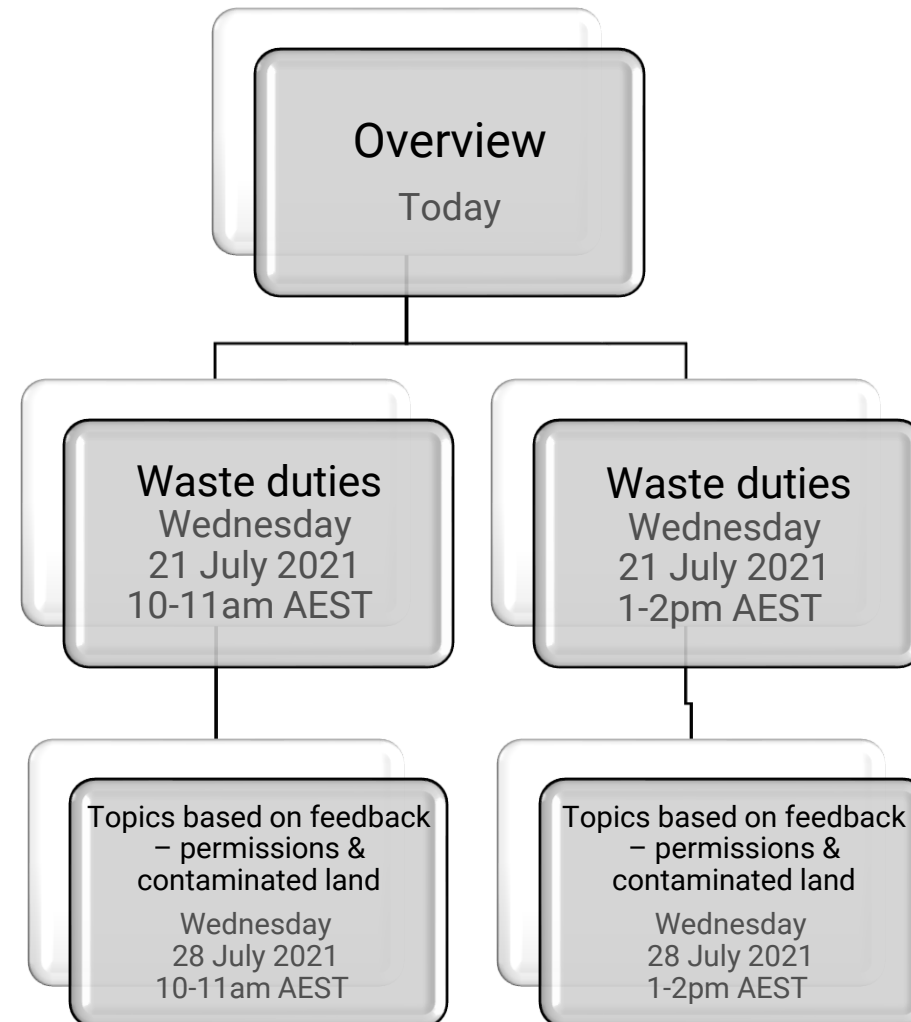 Overview
Today
Waste duties
Wednesday
21 July 2021
10-11am AEST
Waste duties
Wednesday
21 July 2021
1-2pm AEST
Topics based on feedback
– permissions &
contaminated land
Wednesday
28 July 2021
10-11am AEST
Topics based on feedback
– permissions &
contaminated land
Wednesday
28 July 2021
1-2pm AEST